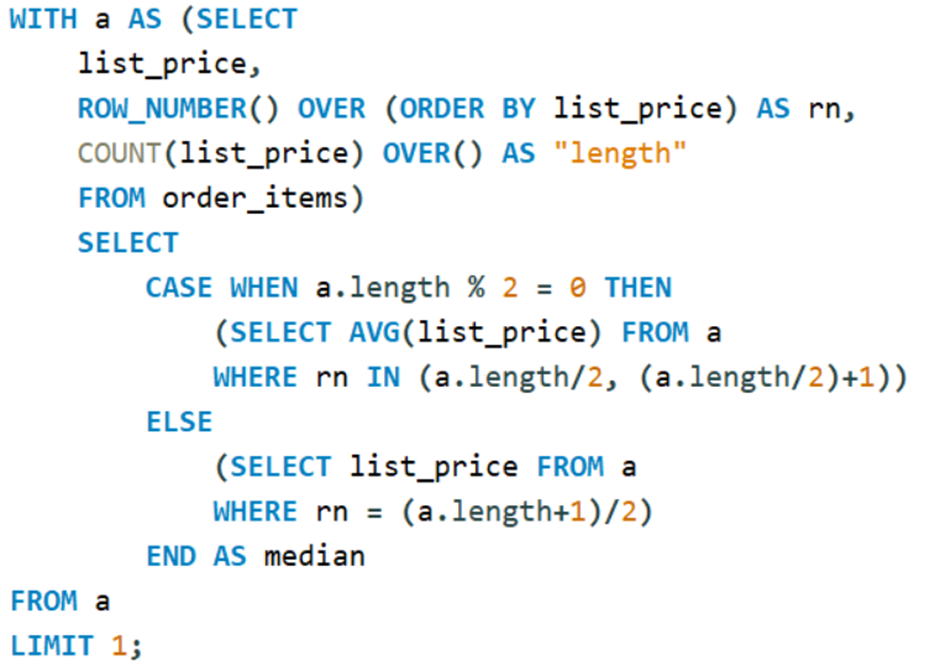 WITH a AS (SELECT
    list_price,
    ROW_NUMBER() OVER (ORDER BY list_price) AS rn,
    COUNT(list_price) OVER() AS "length"
    FROM order_items)
    SELECT
        CASE WHEN a.length % 2 = 0 THEN
            (SELECT AVG(list_price) FROM a
            WHERE rn IN (a.length/2, (a.length/2)+1))
        ELSE
            (SELECT list_price FROM a
            WHERE rn = (a.length+1)/2)
        END AS median
FROM a
LIMIT 1;